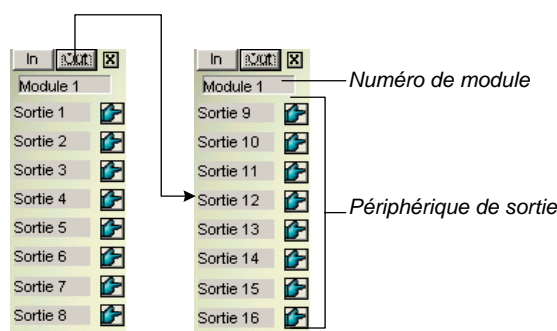 In Out X
Module 1
Sortie 1
Sortie 2
Sortie 3
Sortie 4
Sortie 5
Sortie 6
Sortie 7
Sortie 8
In Out X
Module 1
Sortie 9
Sortie 10
Sortie 11
Sortie 12
Sortie 13
Sortie 14
Sortie 15
Sortie 16
Numéro de module
Périphérique de sortie